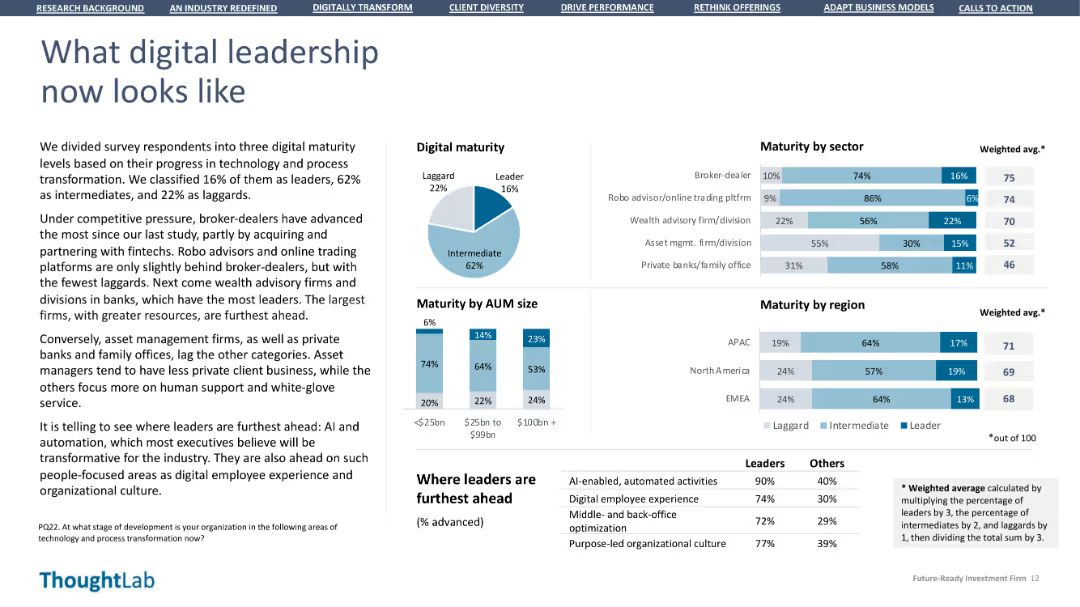 RESEARCH BACKGROUND AN INDUSTRY REDEFINED DIGITALLY TRANSFORM CLIENT DIVERSITY DRIVE PERFORMANCE RETHINK OFFERINGS ADAPT BUSINESS MODELS CALLS TO ACTION
What digital leadership
now looks like
We divided survey respondents into three digital maturity
levels based on their progress in technology and process
transformation. We classified 16% of them as leaders, 62%
as intermediates, and 22% as laggards.
Under competitive pressure, broker-dealers have advanced
the most since our last study, partly by acquiring and
partnering with fintechs. Robo advisors and online trading
platforms are only slightly behind broker-dealers, but with
the fewest laggards. Next come wealth advisory firms and
divisions in banks, which have the most leaders. The largest
firms, with greater resources, are furthest ahead.
Conversely, asset management firms, as well as private
banks and family offices, lag the other categories. Asset
managers tend to have less private client business, while the
others focus more on human support and white-glove
service.
It is telling to see where leaders are furthest ahead: AI and
automation, which most executives believe will be
transformative for the industry. They are also ahead on such
people-focused areas as digital employee experience and
organizational culture.
PQ22. At what stage of development is your organization in the following areas of
technology and process transformation now?
Digital maturity
Laggard
22%
Leader
16%
Intermediate
62%
Maturity by sector
Weighted avg.*
Broker-dealer 10% 74% 16% 75
Robo advisor/online trading pltfrm 9% 86% 6% 74
Wealth advisory firm/division 22% 56% 22% 70
Asset mgmt. firm/division 55% 30% 15% 52
Private banks/family office 31% 58% 11% 46
Maturity by AUM size
6% 14% 23%
74% 64% 53%
20% 22% 24%
<$25bn $25bn to $100bn +
$99bn
Maturity by region
Weighted avg.*
APAC 19% 64% 17% 71
North America 24% 57% 19% 69
EMEA 24% 64% 13% 68
Laggard Intermediate Leader
*out of 100
Where leaders are
furthest ahead
(% advanced)
Leaders Others
AI-enabled, automated activities 90% 40%
Digital employee experience 74% 30%
Middle- and back-office
optimization 72% 29%
Purpose-led organizational culture 77% 39%
* Weighted average calculated by
multiplying the percentage of
leaders by 3, the percentage of
intermediates by 2, and laggards by
1, then dividing the total sum by 3.
ThoughtLab
Future-Ready Investment Firm 12